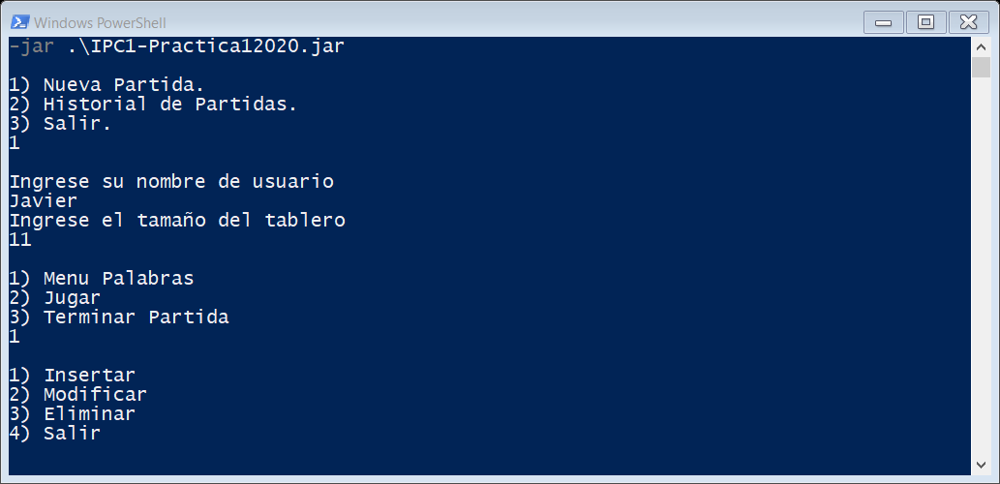 Windows PowerShell
-jar .\IPC1-Practica12020.jar
1) Nueva Partida.
2) Historial de Partidas.
3) Salir.
1
Ingrese su nombre de usuario
Javier
Ingrese el tamaño del tablero
11
1) Menu Palabras
2) Jugar
3) Terminar Partida
1
1) Insertar
2) Modificar
3) Eliminar
4) Salir